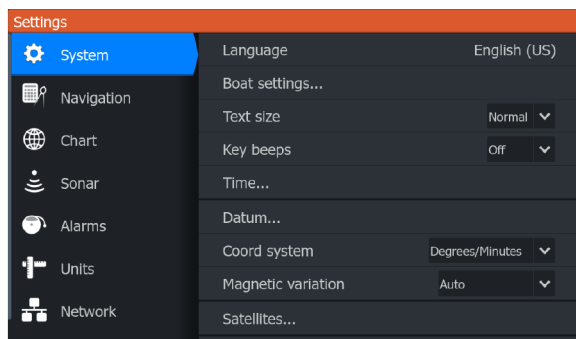 Settings
System
Navigation
Chart
Sonar
Alarms
Units
Network
Language English (US)
Boat settings...
Text size Normal
Key beeps Off
Time...
Datum...
Coord system Degrees/Minutes
Magnetic variation Auto
Satellites...